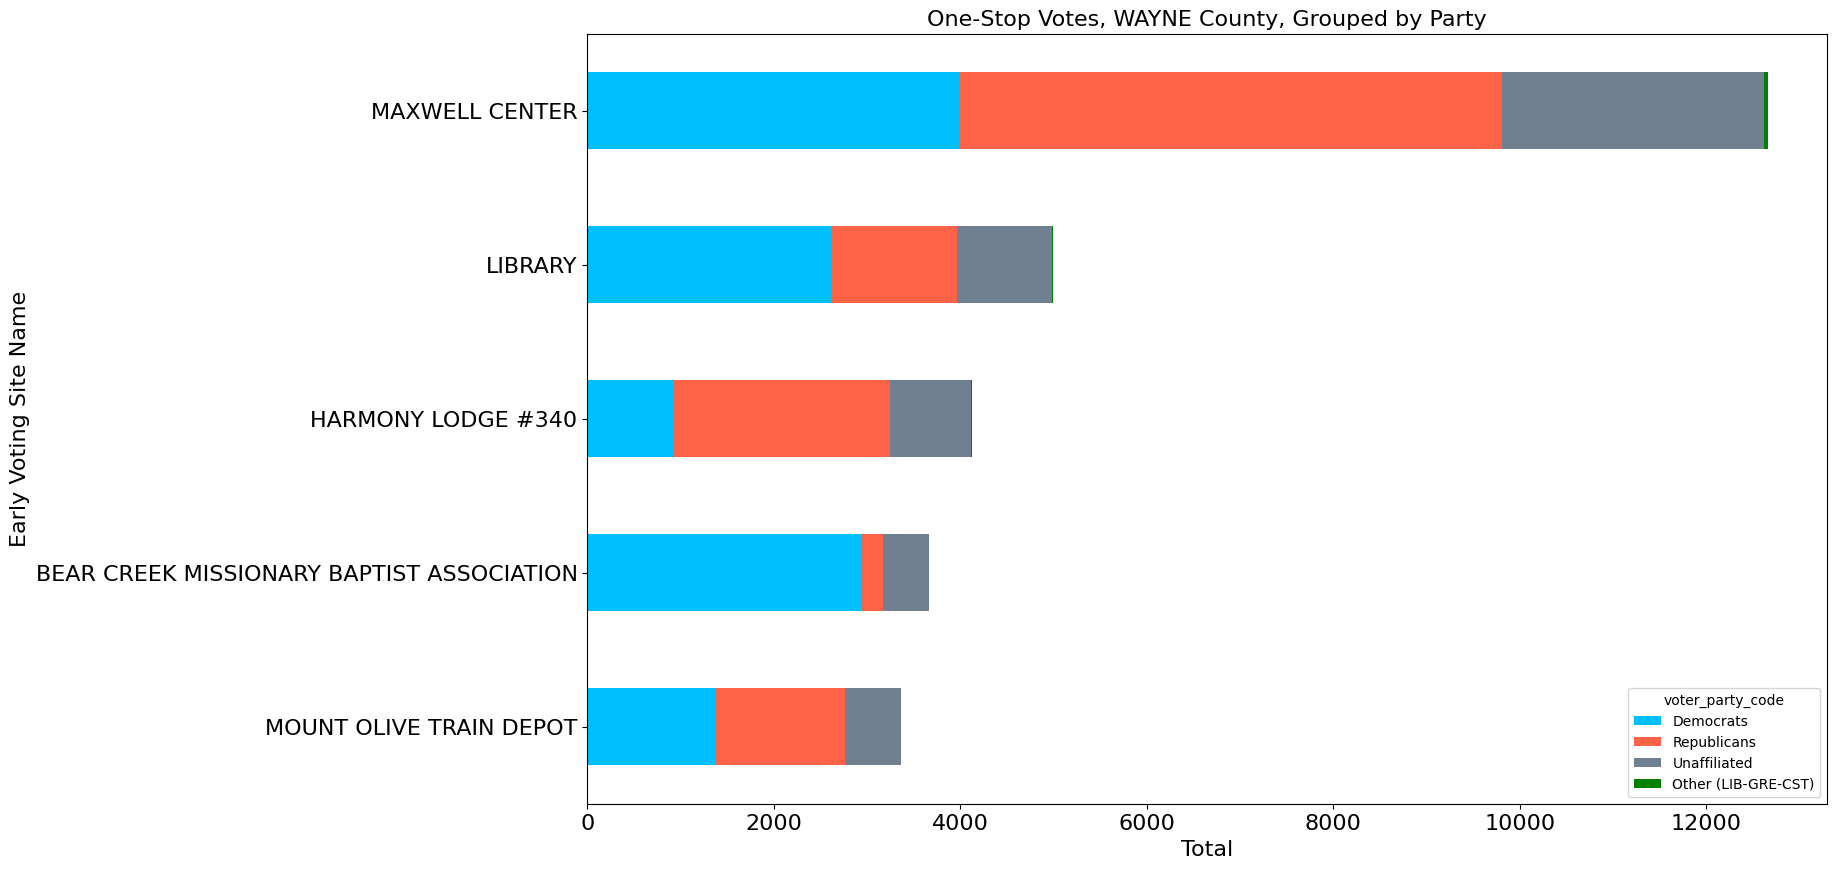 One-Stop Votes, WAYNE County, Grouped by Party
Early Voting Site Name
MAXWELL CENTER
LIBRARY
HARMONY LODGE #340
BEAR CREEK MISSIONARY BAPTIST ASSOCIATION
MOUNT OLIVE TRAIN DEPOT
voter_party_code
Democrats
Republicans
Unaffiliated
Other (LIB-GRE-CST)
0 2000 4000 6000 8000 10000 12000
Total